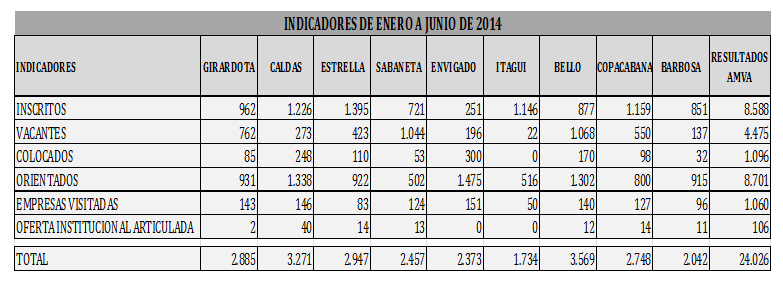 INDICADORES DE ENERO A JUNIO DE 2014
INDICADORES GIRARDOTA CALDAS ESTRELLA SABANETA ENVIGADO ITAGUI BELLO COPACABANA BARBOSA RESULTADOS AMVA
INSCRITOS 962 1.226 1.395 721 251 1.146 877 1.159 851 8.588
VACANTES 762 273 423 1.044 196 22 1.068 550 137 4.475
COLOCADOS 85 248 110 53 300 0 170 98 32 1.096
ORIENTADOS 931 1.338 922 502 1.475 516 1.302 800 915 8.701
EMPRESAS VISITADAS 143 146 83 124 151 50 140 127 96 1.060
OFERTA INSTITUCIONAL ARTICULADA 2 40 14 13 0 0 12 14 11 106
TOTAL 2.885 3.271 2.947 2.457 2.373 1.734 3.569 2.748 2.042 24.026